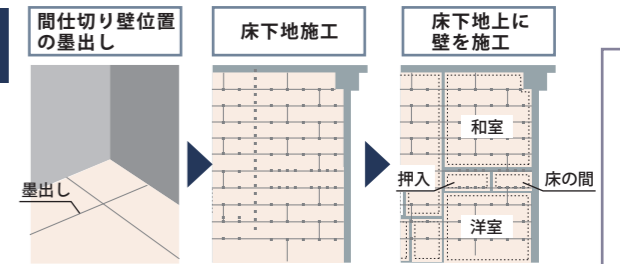 間仕切り壁位置
の墨出し
床下地施工
床下地上に
壁を施工
墨出し
和室
押入
床の間
洋室